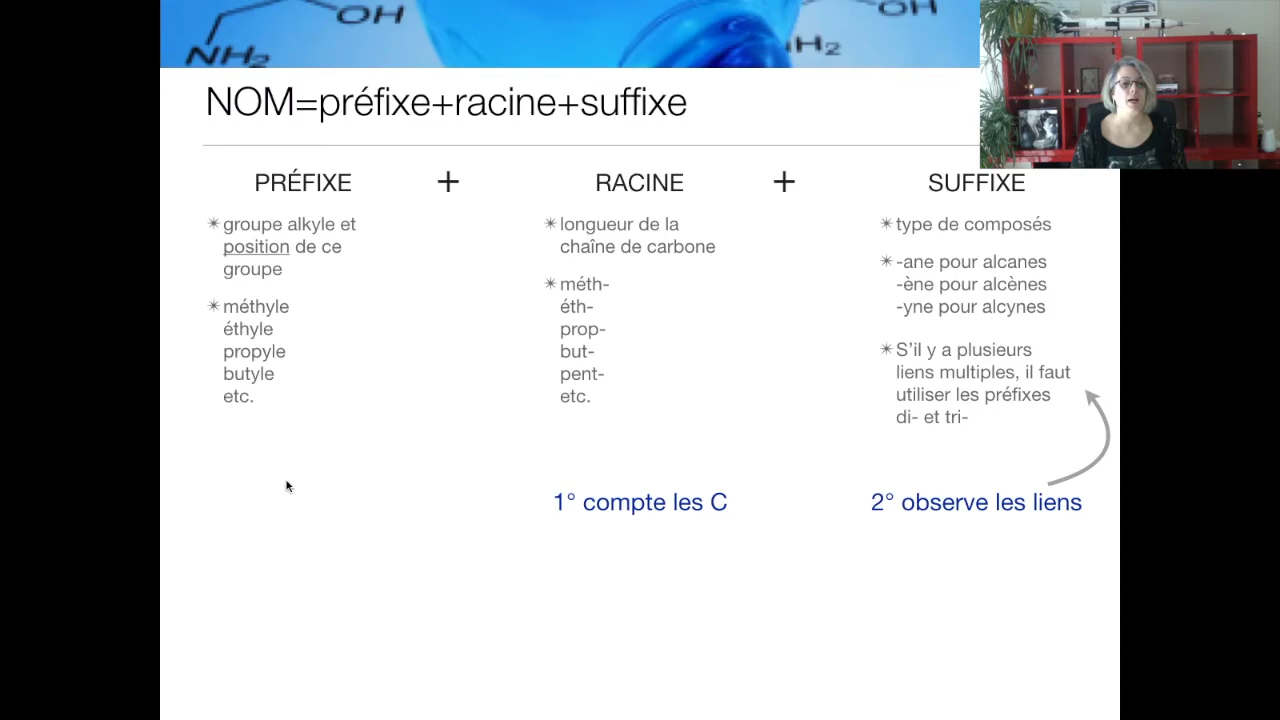 OH
OH
NH₂
H₂
NOM=préfixe+racine+suffixe
PRÉFIXE + RACINE + SUFFIXE
✴ groupe alkyle et
position de ce
groupe
✴ méthyle
éthyle
propyle
butyle
etc.
✴ longueur de la
chaîne de carbone
✴ méth-
éth-
prop-
but-
pent-
etc.
1° compte les C
✴ type de composés
✴ -ane pour alcanes
-ène pour alcènes
-yne pour alcynes
✴ S'il y a plusieurs
liens multiples, il faut
utiliser les préfixes
di- et tri-
2° observe les liens